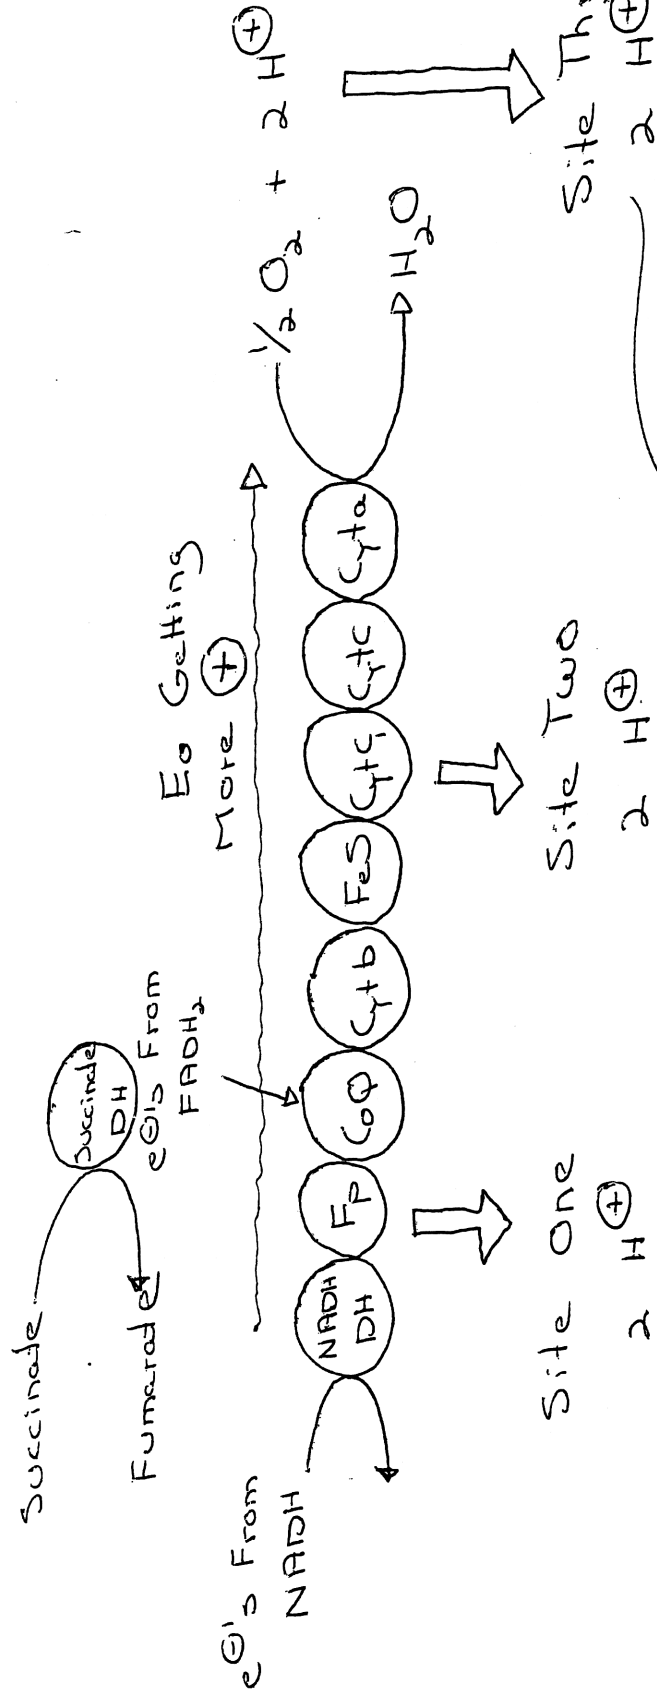 Succinate
Fumarate
Succinate
DH
e⊖'s From
FADH₂
E₀ Getting
More ⊕
e⊖'s From
NADH
NADH
DH
Fp
CoQ
Cyt b
FeS
Cyt C₁
Cyt C
Cyt a
1/2 O₂ + 2 H⊕
H₂O
Site One
2 H⊕
Site Two
2 H⊕
Site
2 H⊕